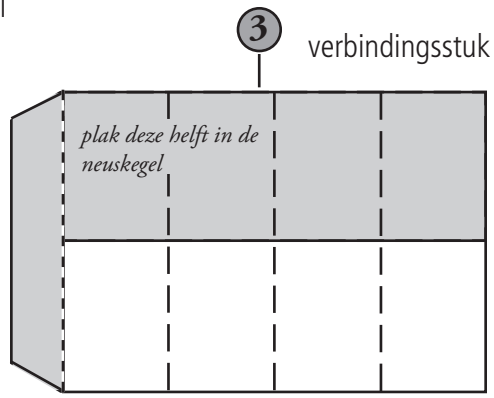 3
verbindingsstuk
plak deze helft in de
neuskegel